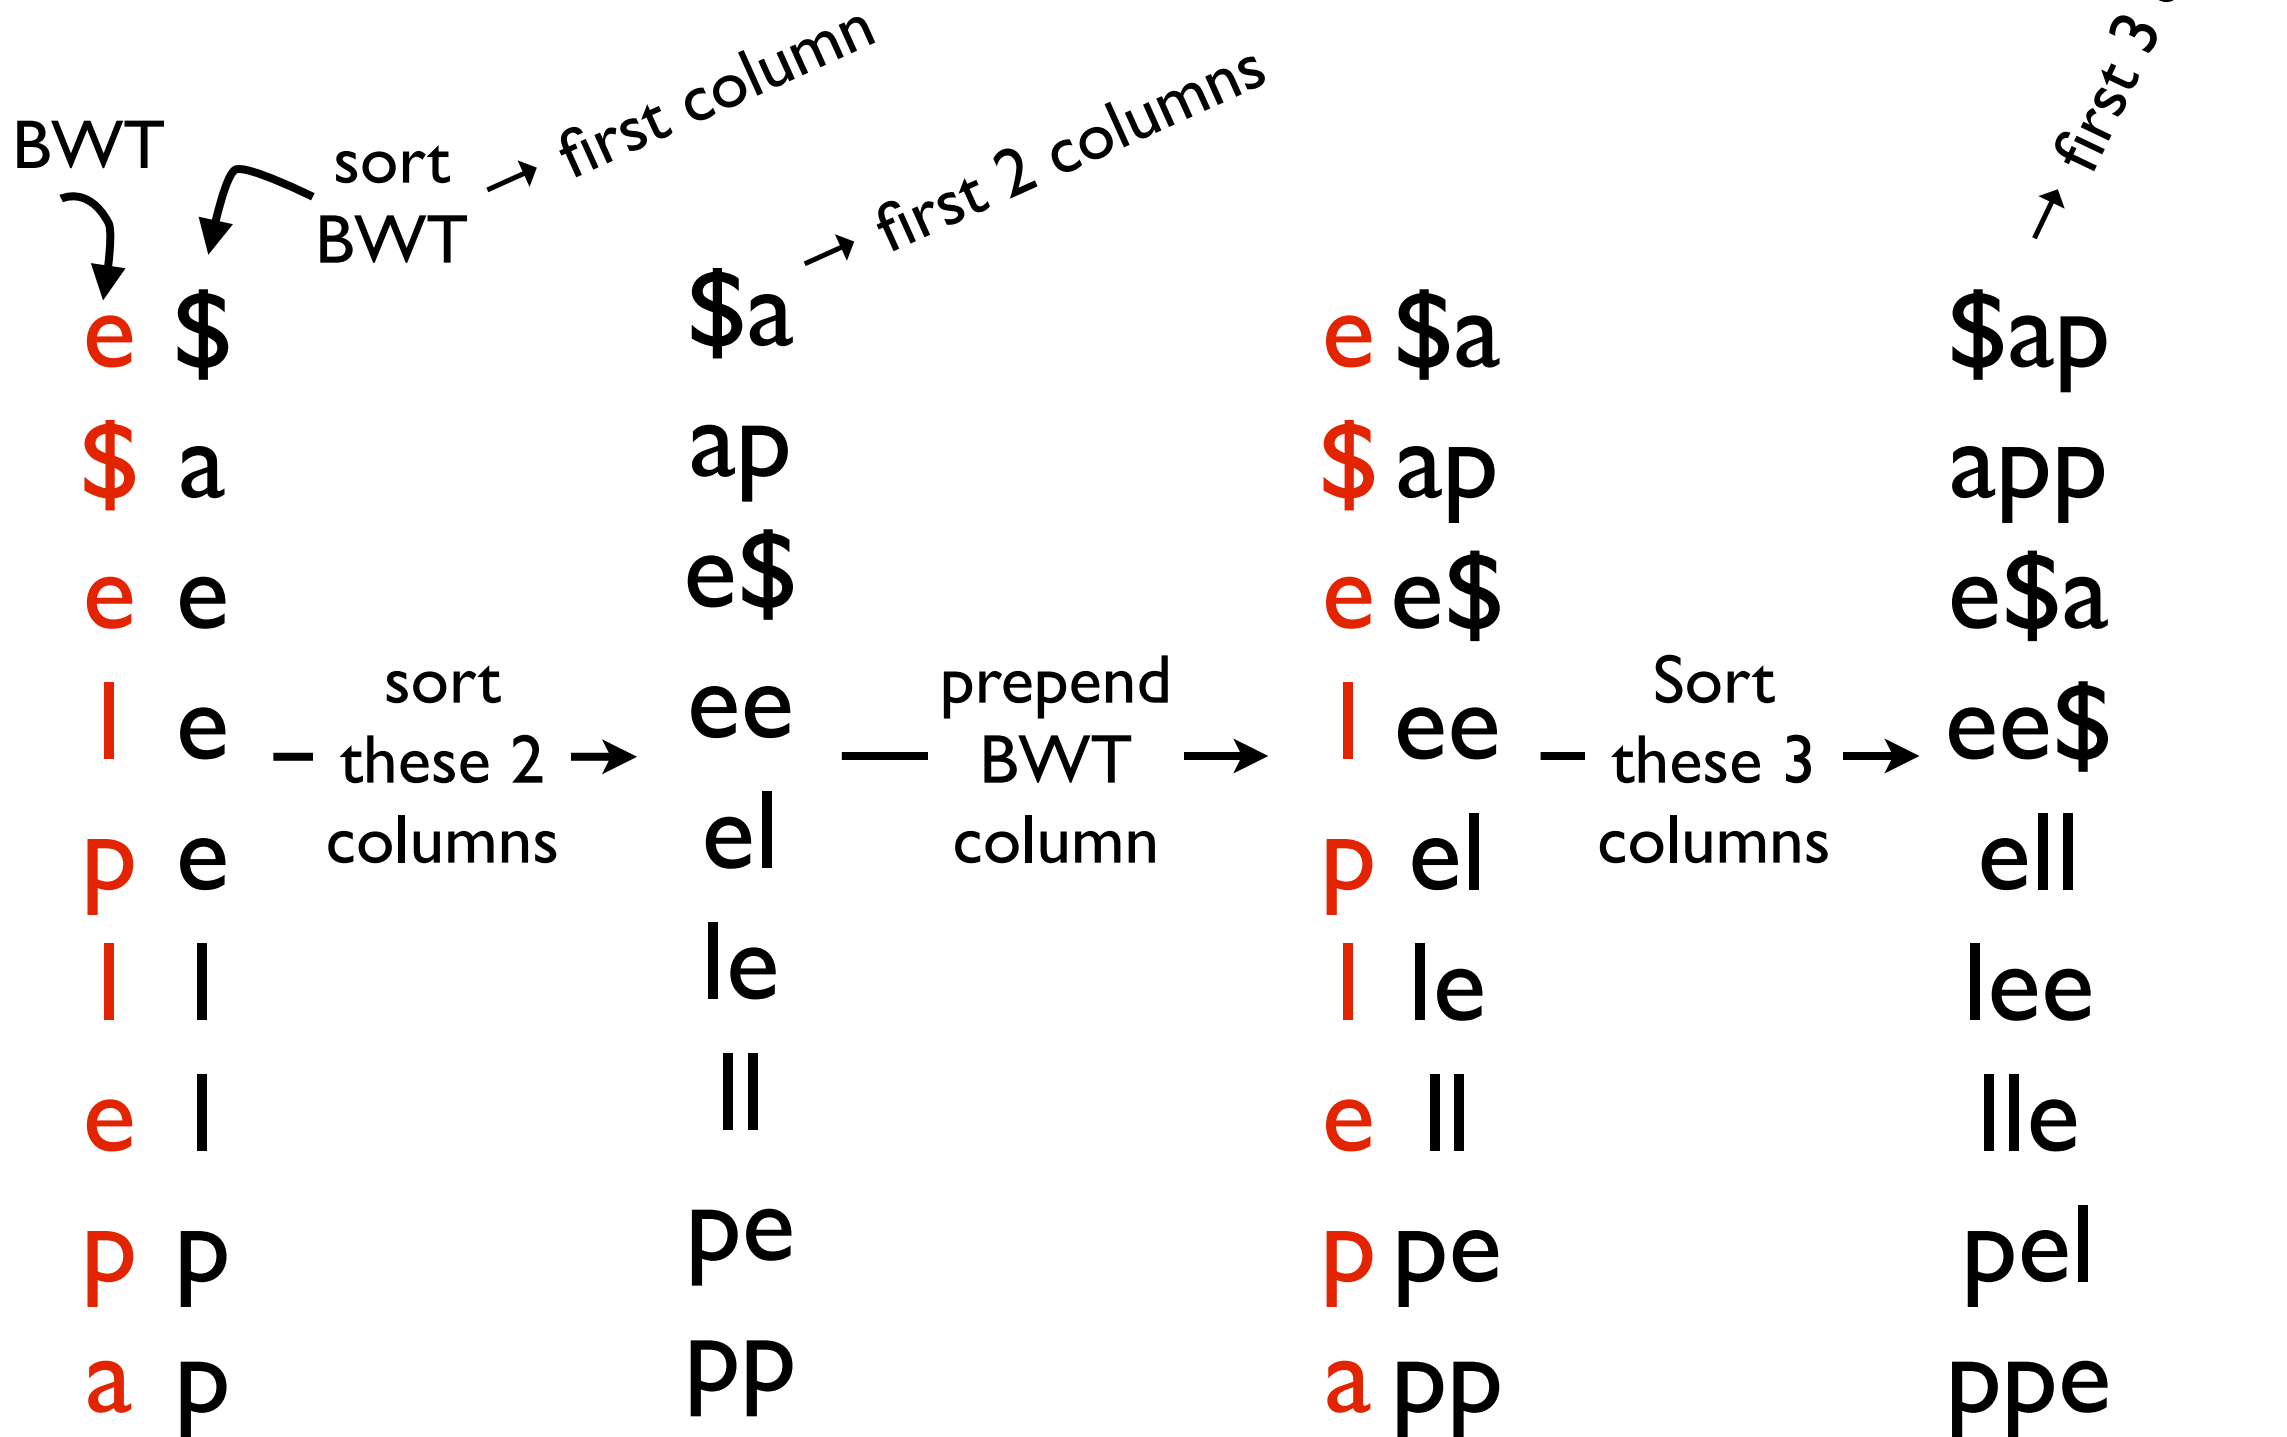 BWT
sort
BWT
→ first column
→ first 2 columns
→ first 3
e $
$ a
e e
l e
p e
l l
e l
p p
a p
sort
these 2
columns
$a
ap
e$
ee
el
le
ll
pe
pp
prepend
BWT
column
e $a
$ ap
e e$
l ee
p el
l le
e ll
p pe
a pp
Sort
these 3
columns
$ap
app
e$a
ee$
ell
lee
lle
pel
ppe